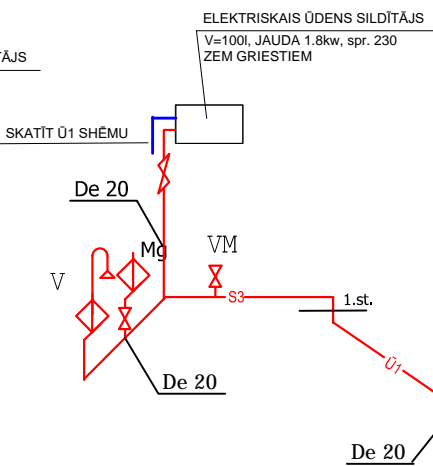 ELEKTRISKAIS ŪDENS SILDĪTĀJS
V=100l, JAUDA 1.8kw, spr. 230
ZEM GRIESTIEM
TĀJS
SKATĪT Ū1 SHĒMU
De 20
Mg
VM
V
S3
1.st.
Ū1
De 20
De 20